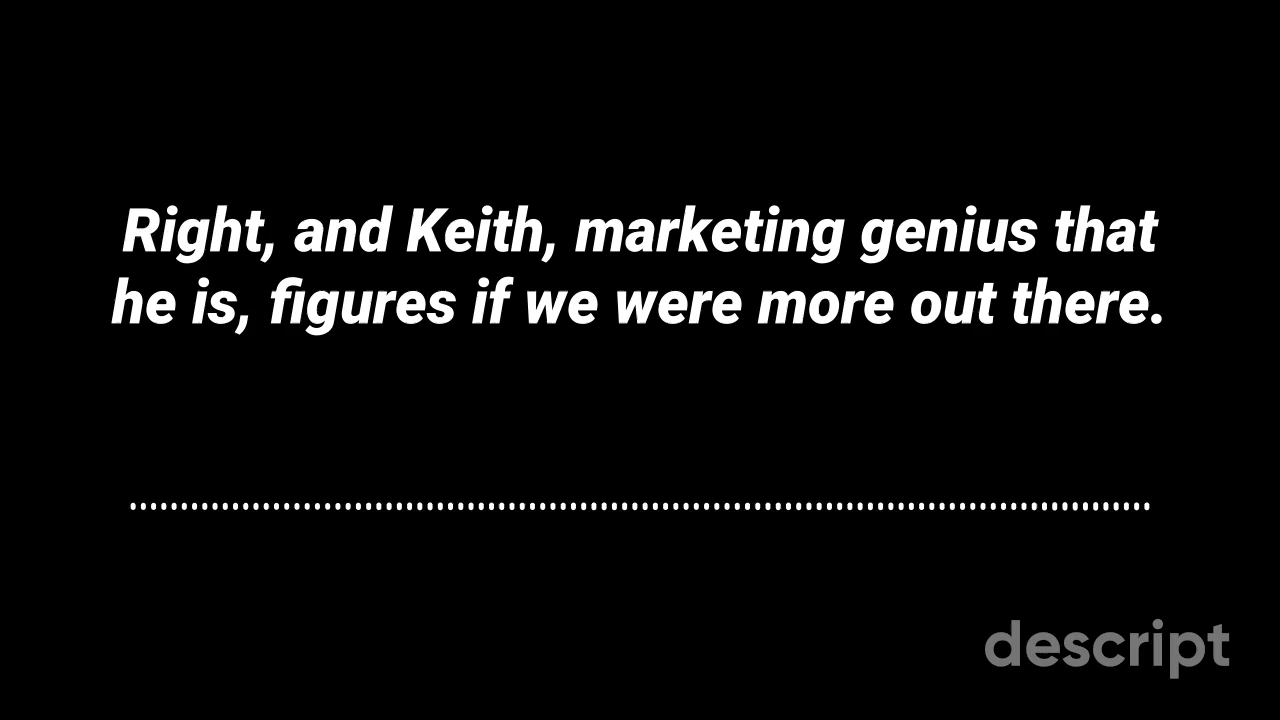 Right, and Keith, marketing genius that
he is, figures if we were more out there.
descript